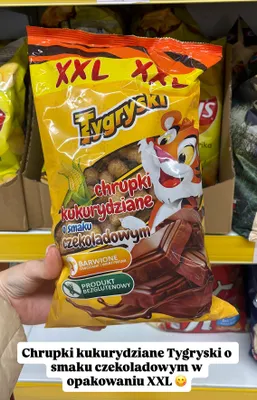 XXL XXL
Tygryski
chrupki
kukurydziane
o smaku
czekoladowym
BARWIONE
PRODUKT
BEZGLUTENOWY
Chrupki kukurydziane Tygryski o
smaku czekoladowym w
opakowaniu XXL 😋